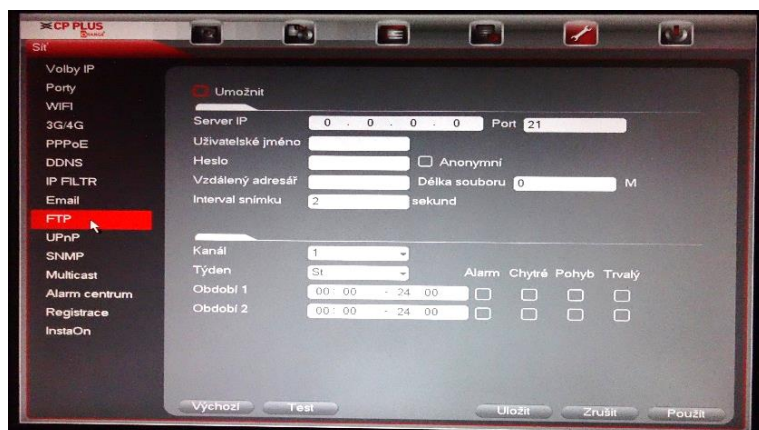 CP PLUS
ORANGE
Síť
Volby IP
Porty
WIFI
3G/4G
PPPoE
DDNS
IP FILTR
Email
FTP
UPnP
SNMP
Multicast
Alarm centrum
Registrace
InstaOn
Umožnit
Server IP 0 . 0 . 0 . 0 Port 21
Uživatelské jméno
Heslo Anonymní
Vzdálený adresář Délka souboru 0 M
Interval snímku 2 sekund
Kanál 1
Týden St Alarm Chytré Pohyb Trvalý
Období 1 00: 00 - 24 00
Období 2 00: 00 - 24 00
Výchozí Test Uložit Zrušit Použít